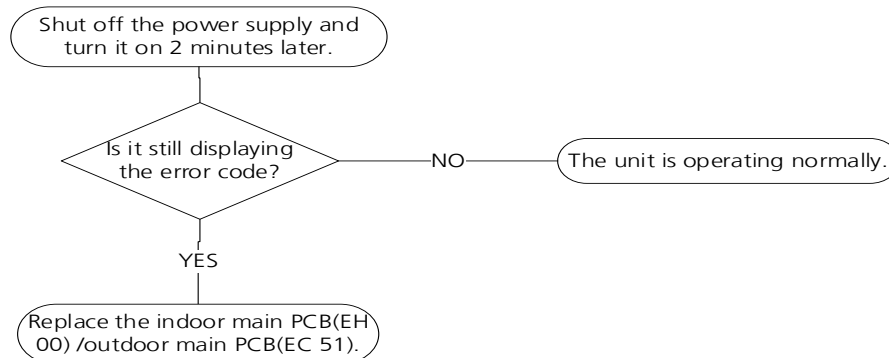 Shut off the power supply and
turn it on 2 minutes later.
Is it still displaying
the error code?
NO
The unit is operating normally.
YES
Replace the indoor main PCB(EH
00) /outdoor main PCB(EC 51).